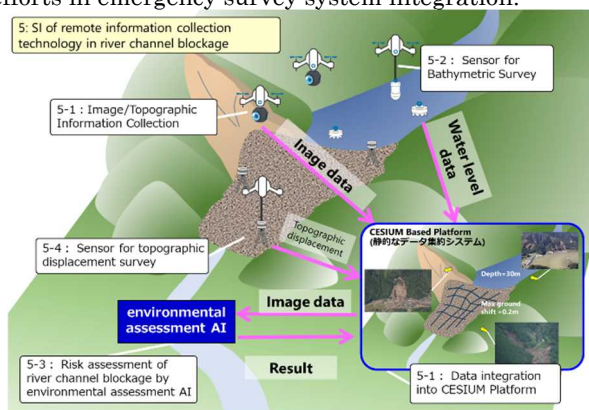 efforts in emergency survey system integration.
5: SI of remote information collection
technology in river channel blockage
5-2 : Sensor for
Bathymetric Survey
5-1 : Image/Topographic
Information Collection
Image data
Water level
data
Topographic
displacement
5-4 : Sensor for topographic
displacement survey
CESIUM Based Platform
(静的なデータ集約システム)
Depth=30m
Max ground
shift =0.2m
Image data
environmental
assessment AI
Result
5-3 : Risk assessment of
river channel blockage by
environmental assessment AI
5-1 : Data integration
into CESIUM Platform